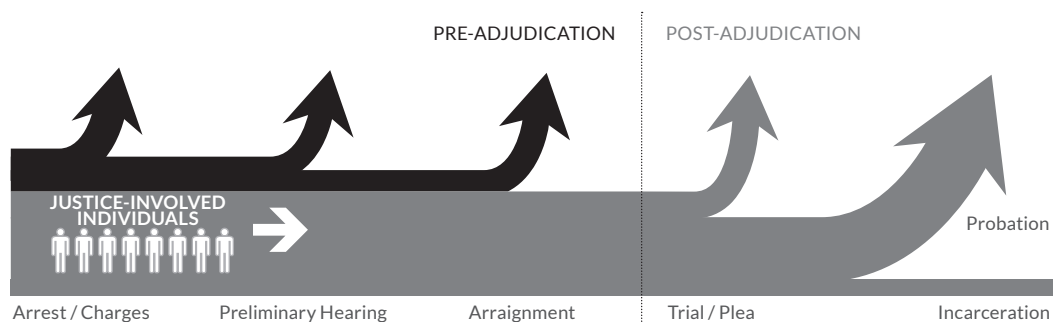 PRE-ADJUDICATION
POST-ADJUDICATION
JUSTICE-INVOLVED
INDIVIDUALS
Probation
Arrest / Charges
Preliminary Hearing
Arraignment
Trial / Plea
Incarceration